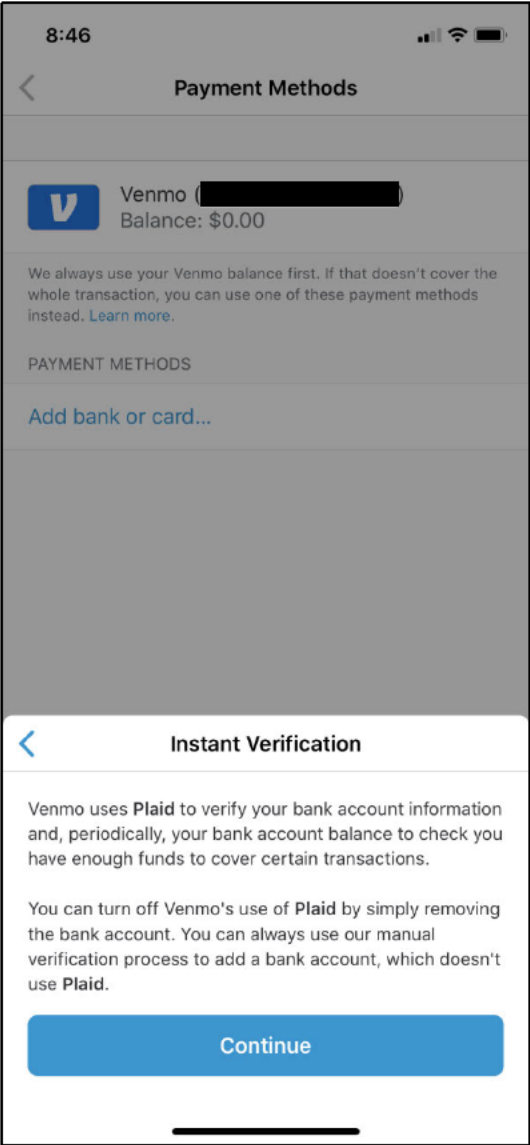 8:46
Payment Methods
Venmo (
)
Balance: $0.00
We always use your Venmo balance first. If that doesn't cover the
whole transaction, you can use one of these payment methods
instead. Learn more.
PAYMENT METHODS
Add bank or card...
Instant Verification
Venmo uses Plaid to verify your bank account information
and, periodically, your bank account balance to check you
have enough funds to cover certain transactions.
You can turn off Venmo's use of Plaid by simply removing
the bank account. You can always use our manual
verification process to add a bank account, which doesn't
use Plaid.
Continue